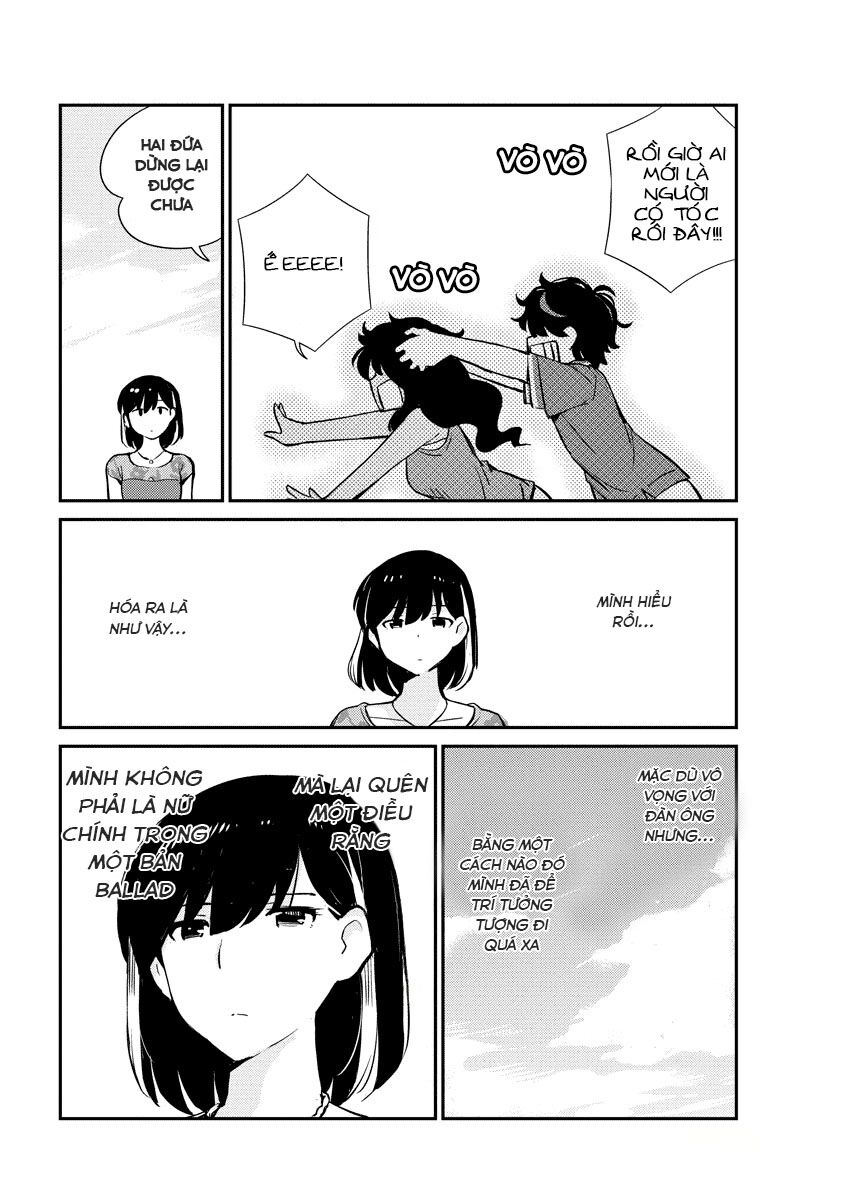 RỒI GIỜ AI
MỚI LÀ
NGƯỜI
CÓ TÓC
RỐI ĐÂY!!!
VÒ VÒ
Ế EEEE!
VÒ VÒ
HAI ĐỨA
DỪNG LẠI
ĐƯỢC
CHƯA
MÌNH HIỂU
RỒI...
HÓA RA LÀ
NHƯ VẬY...
MẶC DÙ VÔ
VỌNG VỚI
ĐÀN ÔNG
NHƯNG...
BẰNG MỘT
CÁCH NÀO ĐÓ
MÌNH ĐÃ ĐỂ
TRÍ TƯỞNG
TƯỢNG ĐI
QUÁ XA
MÀ LẠI QUÊN
MỘT ĐIỀU
RẰNG
MÌNH KHÔNG
PHẢI LÀ NỮ
CHÍNH TRONG
MỘT BẢN
BALLAD